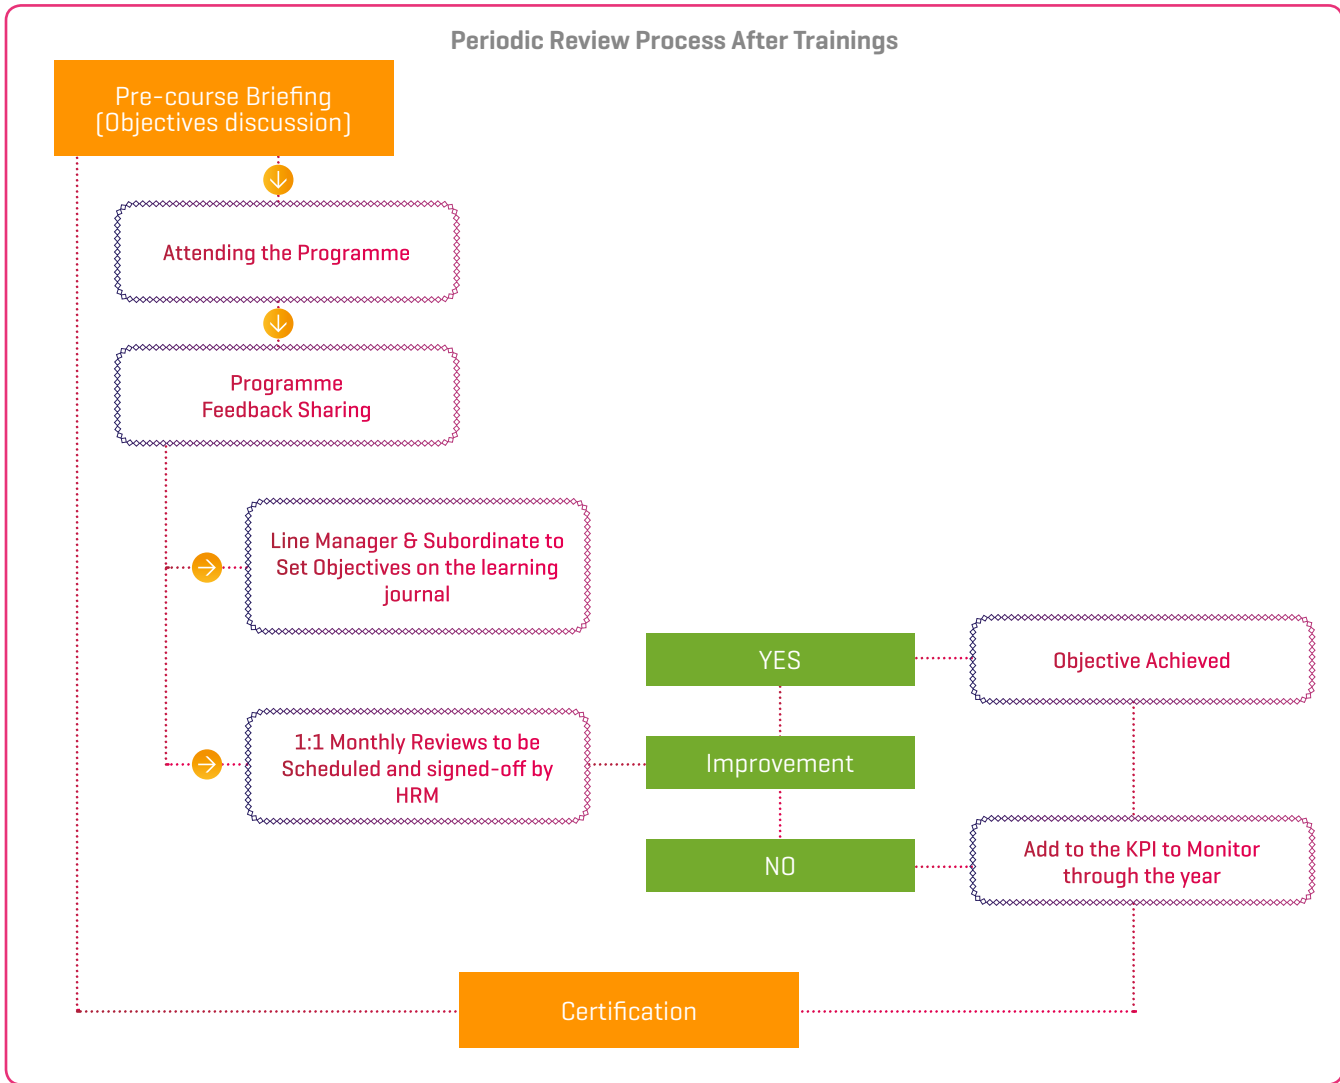 Periodic Review Process After Trainings
Pre-course Briefing
(Objectives discussion)
Attending the Programme
Programme
Feedback Sharing
Line Manager & Subordinate to
Set Objectives on the learning
journal
1:1 Monthly Reviews to be
Scheduled and signed-off by
HRM
YES
Improvement
NO
Objective Achieved
Add to the KPI to Monitor
through the year
Certification